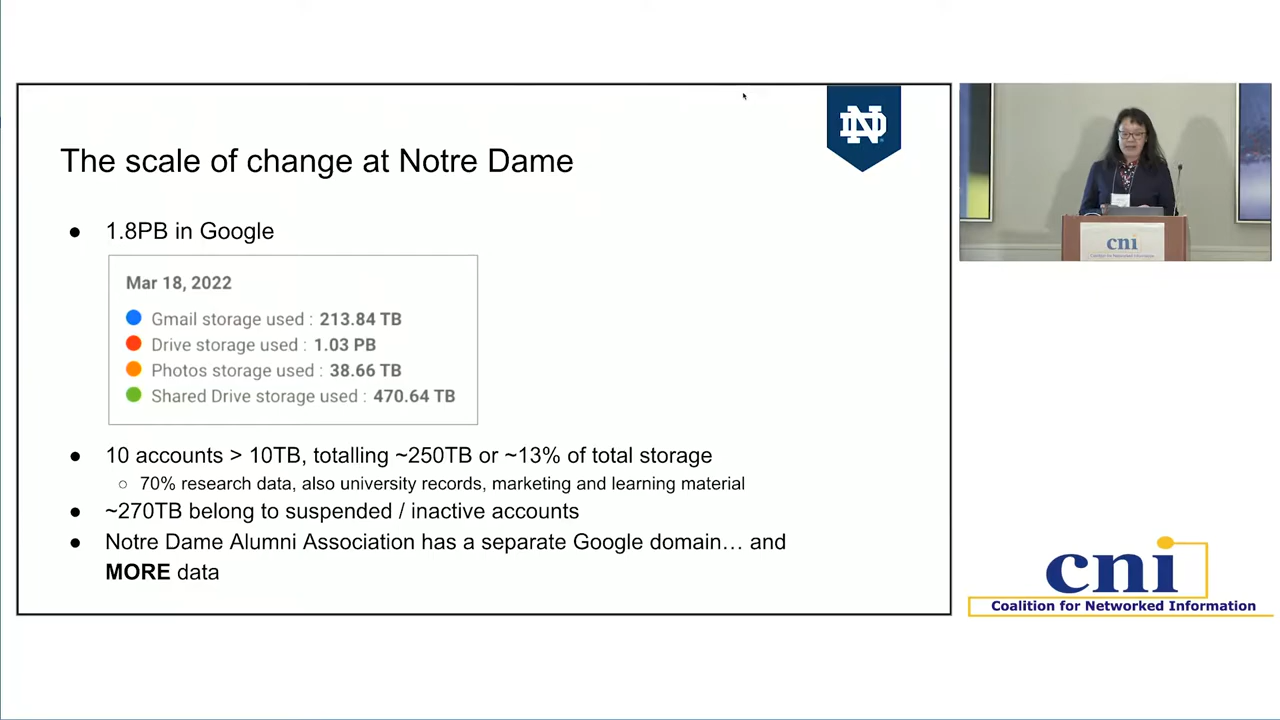 The scale of change at Notre Dame
● 1.8PB in Google
Mar 18, 2022
Gmail storage used : 213.84 TB
Drive storage used : 1.03 PB
Photos storage used : 38.66 TB
Shared Drive storage used : 470.64 TB
● 10 accounts > 10TB, totalling ~250TB or ~13% of total storage
○ 70% research data, also university records, marketing and learning material
● ~270TB belong to suspended / inactive accounts
● Notre Dame Alumni Association has a separate Google domain… and
MORE data
ND
cni
Coalition for Networked Information
cni
Coalition for Networked Information